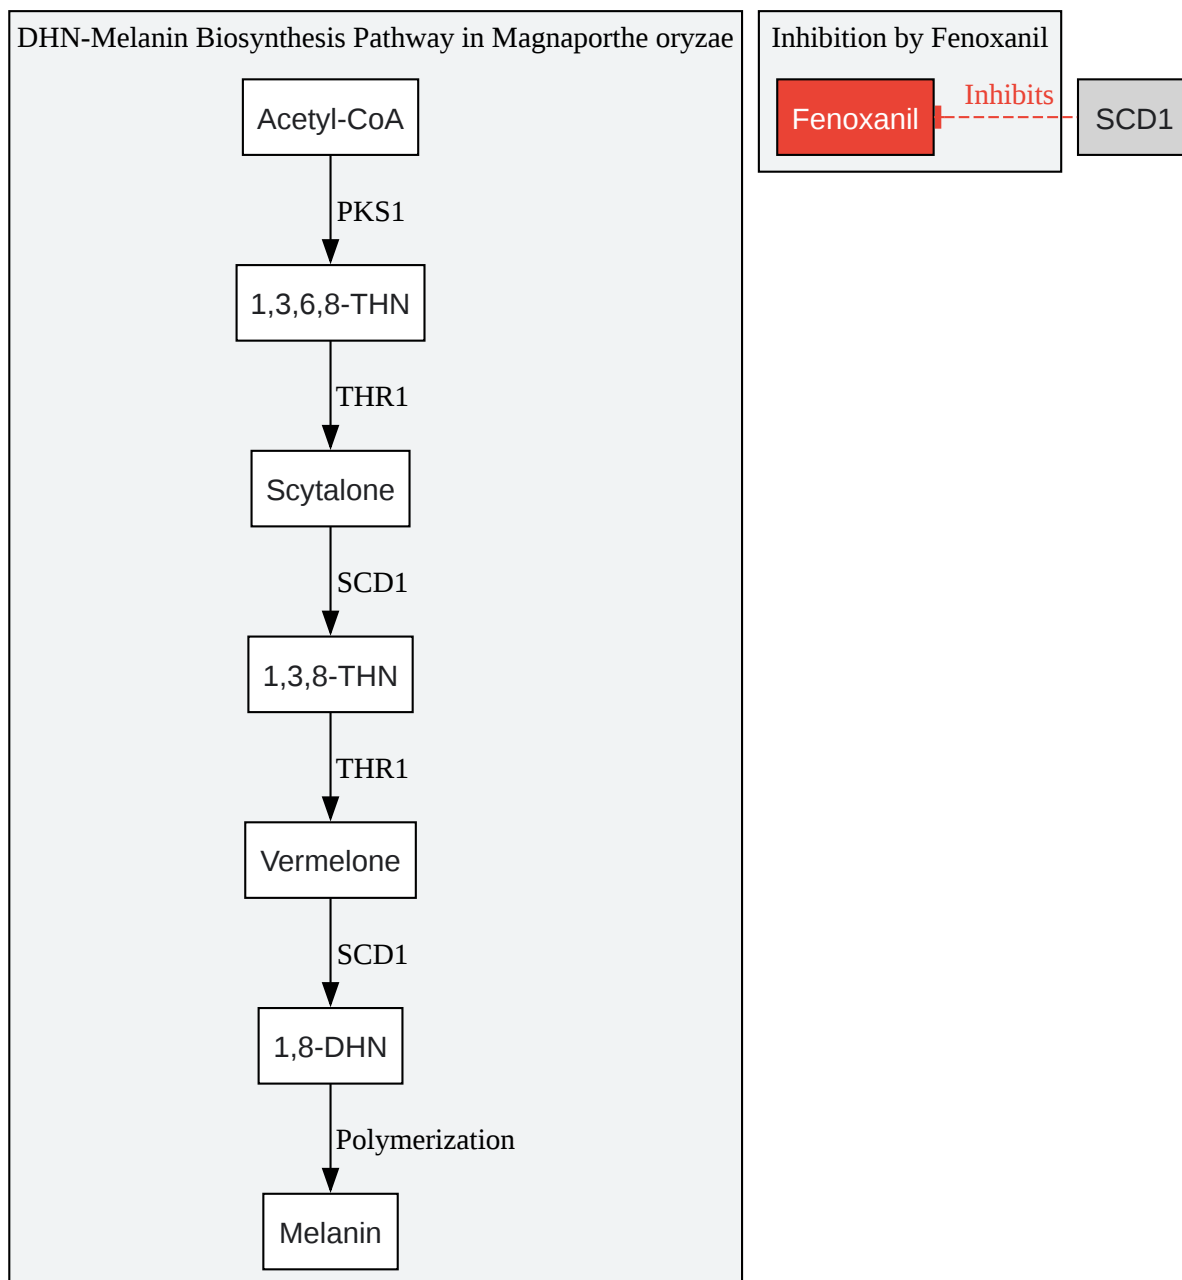 DHN-Melanin Biosynthesis Pathway in Magnaporthe oryzae
Acetyl-CoA
PKS1
1,3,6,8-THN
THR1
Scytalone
SCD1
1,3,8-THN
THR1
Vermelone
SCD1
1,8-DHN
Polymerization
Melanin
Inhibition by Fenoxanil
Fenoxanil
Inhibits
SCD1